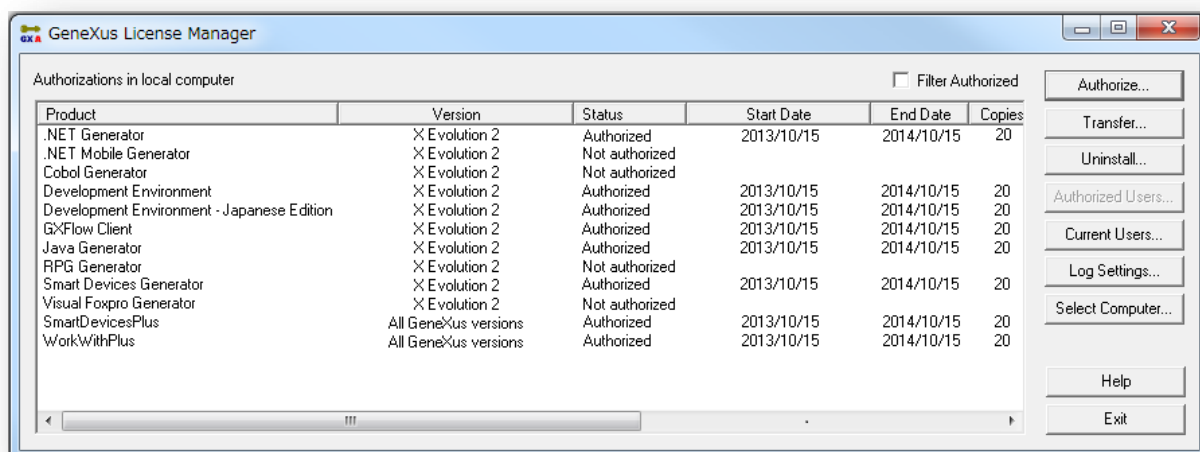 GX A GeneXus License Manager
Authorizations in local computer
Filter Authorized
Product Version Status Start Date End Date Copies
.NET Generator X Evolution 2 Authorized 2013/10/15 2014/10/15 20
.NET Mobile Generator X Evolution 2 Not authorized
Cobol Generator X Evolution 2 Not authorized
Development Environment X Evolution 2 Authorized 2013/10/15 2014/10/15 20
Development Environment - Japanese Edition X Evolution 2 Authorized 2013/10/15 2014/10/15 20
GXFlow Client X Evolution 2 Authorized 2013/10/15 2014/10/15 20
Java Generator X Evolution 2 Authorized 2013/10/15 2014/10/15 20
RPG Generator X Evolution 2 Not authorized
Smart Devices Generator X Evolution 2 Authorized 2013/10/15 2014/10/15 20
Visual Foxpro Generator X Evolution 2 Not authorized
SmartDevicesPlus All GeneXus versions Authorized 2013/10/15 2014/10/15 20
WorkWithPlus All GeneXus versions Authorized 2013/10/15 2014/10/15 20
Authorize...
Transfer...
Uninstall...
Authorized Users...
Current Users...
Log Settings...
Select Computer...
Help
Exit